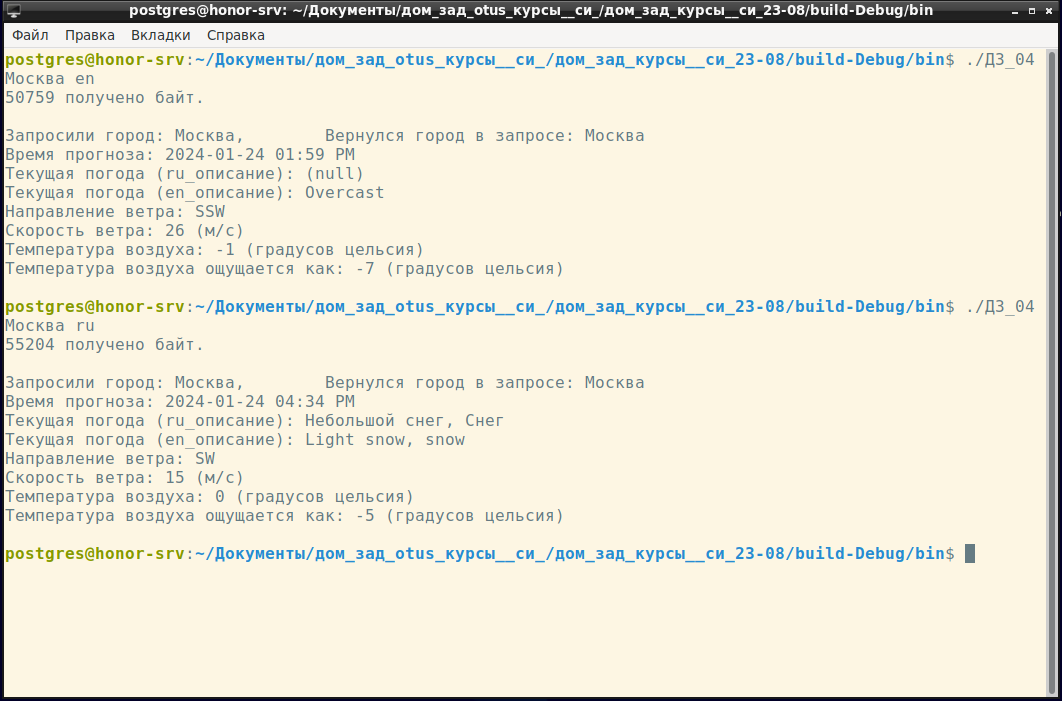 postgres@honor-srv: ~/Документы/дом_зад_otus_курсы__си_/дом_зад_курсы__си_23-08/build-Debug/bin
Файл Правка Вкладки Справка
postgres@honor-srv:~/Документы/дом_зад_otus_курсы__си_/дом_зад_курсы__си_23-08/build-Debug/bin$ ./ДЗ_04
Москва en
50759 получено байт.
Запросили город: Москва,        Вернулся город в запросе: Москва
Время прогноза: 2024-01-24 01:59 PM
Текущая погода (ru_описание): (null)
Текущая погода (en_описание): Overcast
Направление ветра: SSW
Скорость ветра: 26 (м/с)
Температура воздуха: -1 (градусов цельсия)
Температура воздуха ощущается как: -7 (градусов цельсия)
postgres@honor-srv:~/Документы/дом_зад_otus_курсы__си_/дом_зад_курсы__си_23-08/build-Debug/bin$ ./ДЗ_04
Москва ru
55204 получено байт.
Запросили город: Москва,        Вернулся город в запросе: Москва
Время прогноза: 2024-01-24 04:34 PM
Текущая погода (ru_описание): Небольшой снег, Снег
Текущая погода (en_описание): Light snow, snow
Направление ветра: SW
Скорость ветра: 15 (м/с)
Температура воздуха: 0 (градусов цельсия)
Температура воздуха ощущается как: -5 (градусов цельсия)
postgres@honor-srv:~/Документы/дом_зад_otus_курсы__си_/дом_зад_курсы__си_23-08/build-Debug/bin$